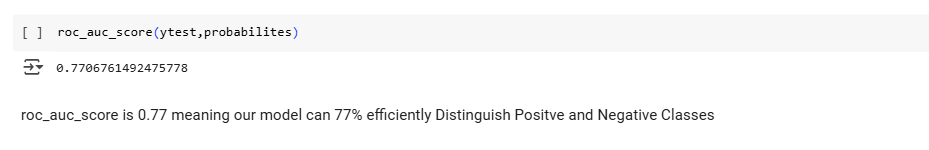 [ ] roc_auc_score(ytest,probabilites)
0.7706761492475778
roc_auc_score is 0.77 meaning our model can 77% efficiently Distinguish Positve and Negative Classes